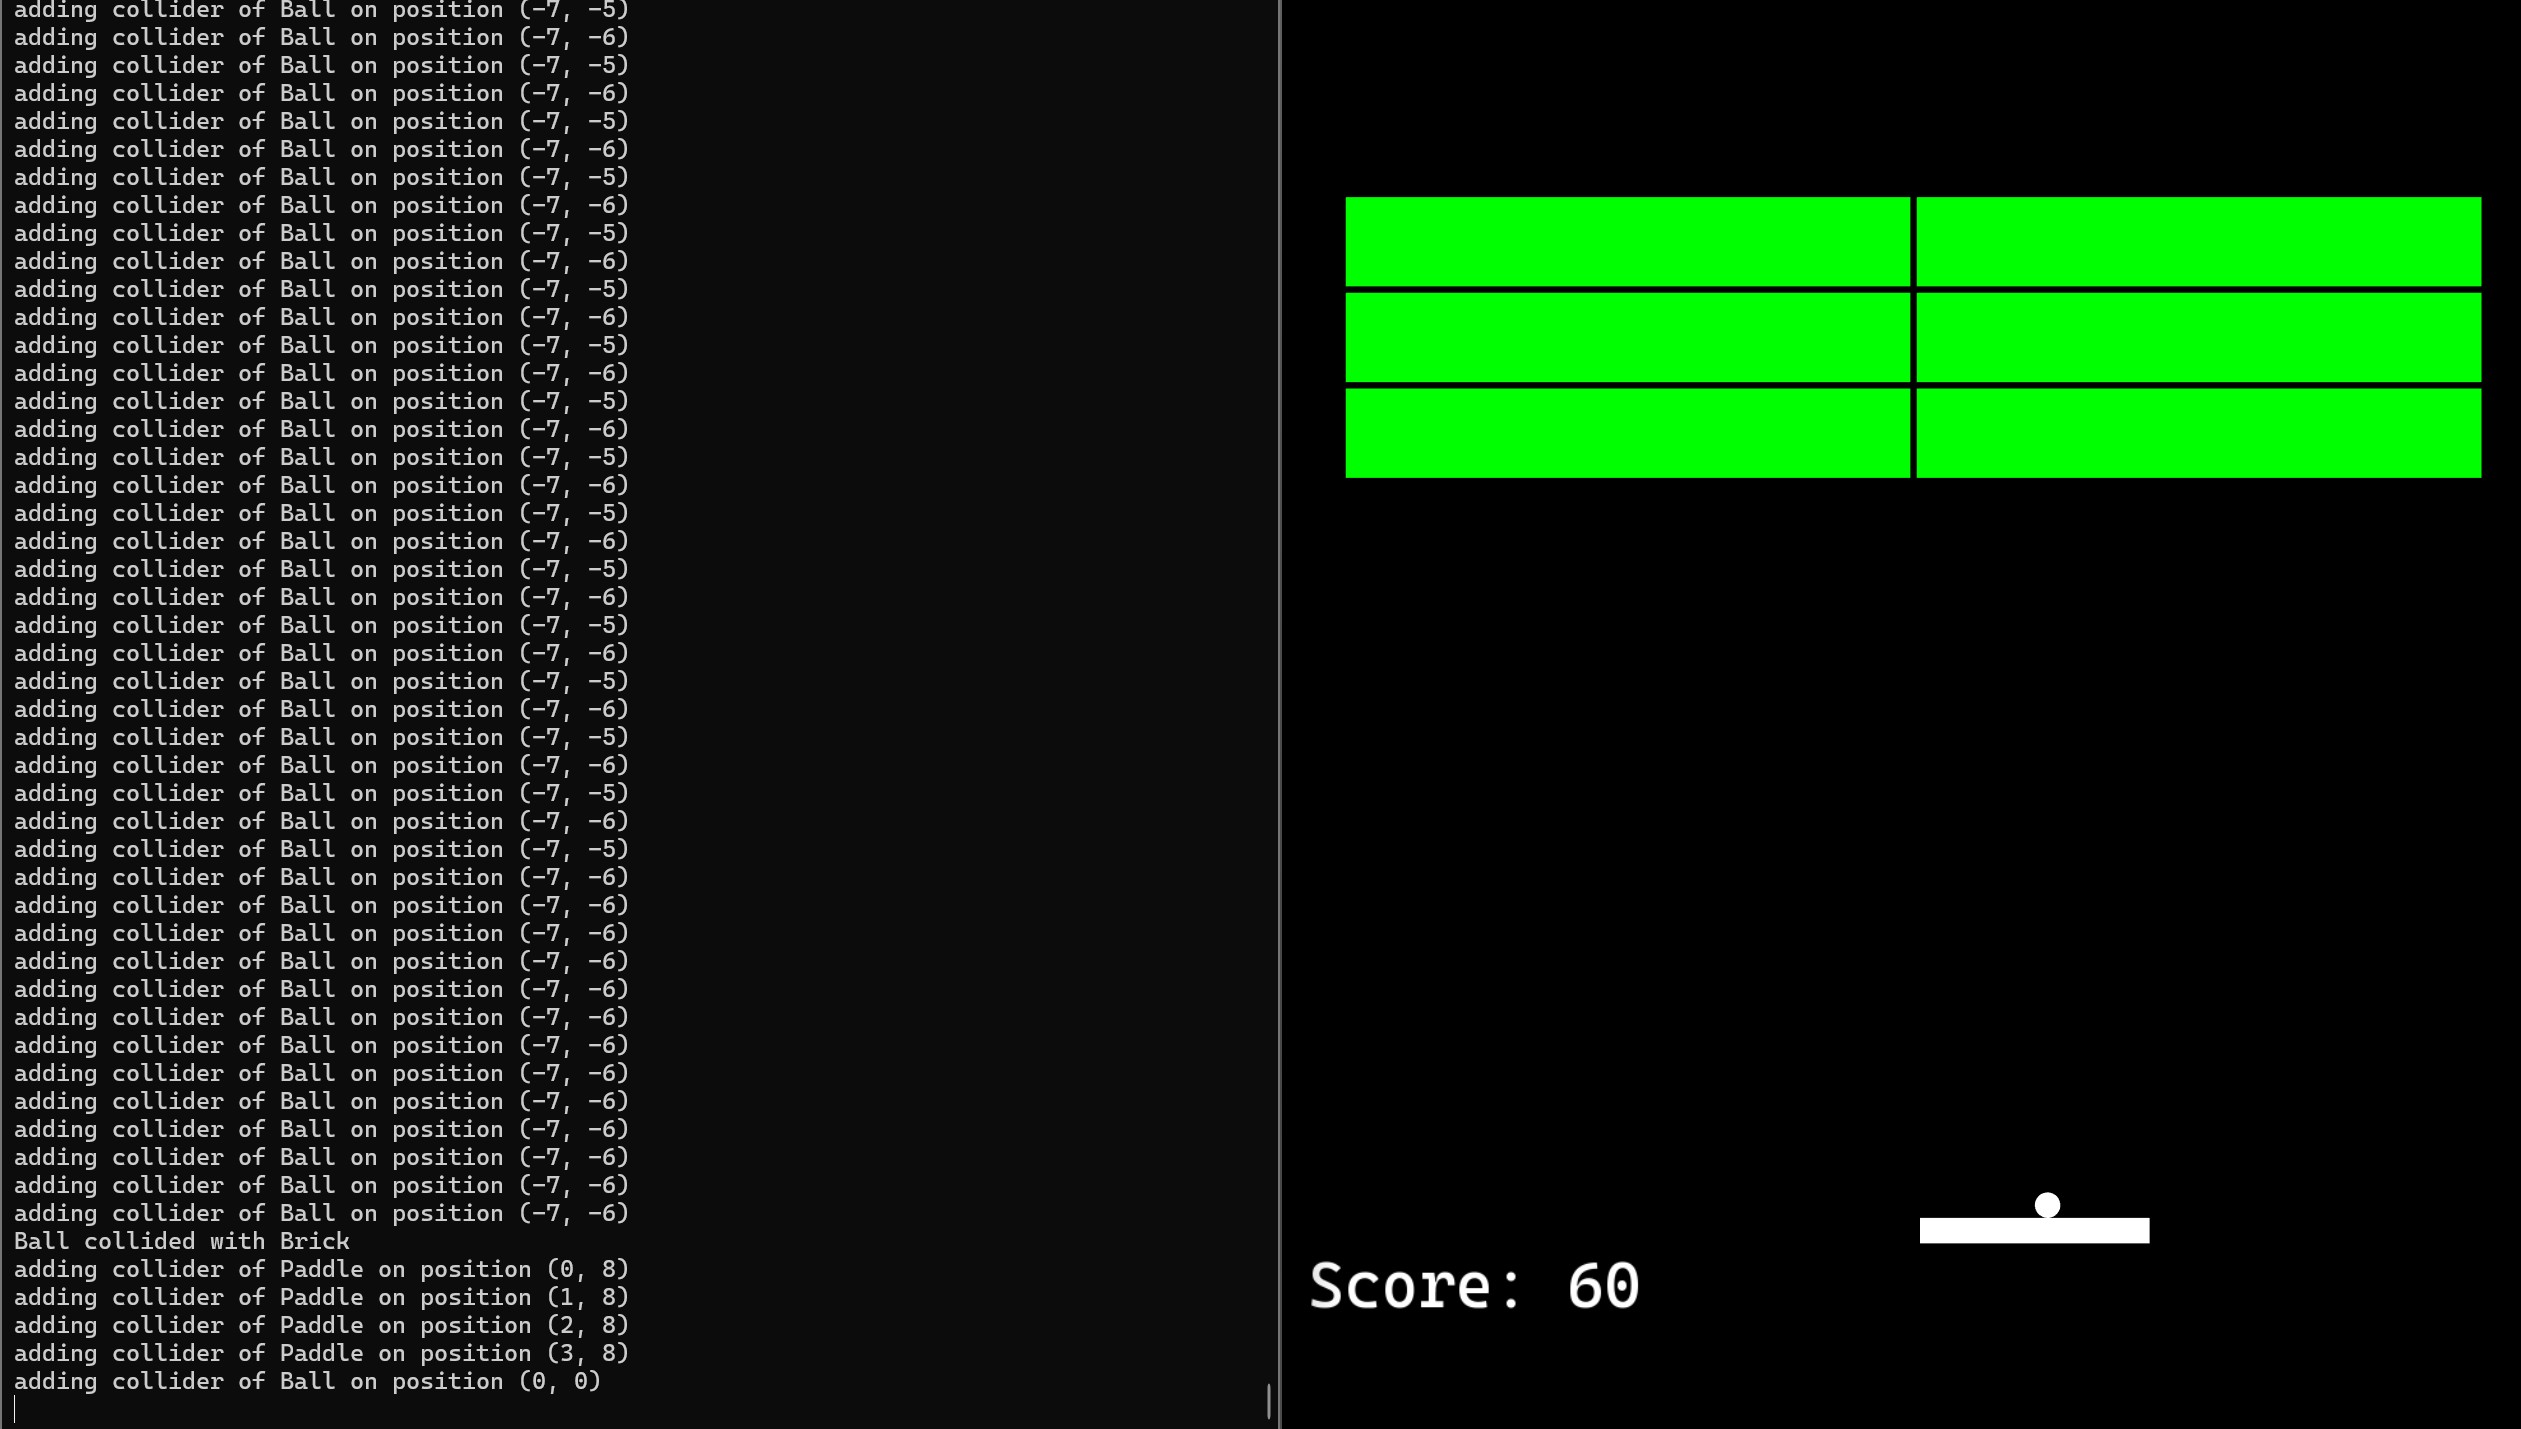 adding collider of Ball on position (-7, -5)
adding collider of Ball on position (-7, -6)
adding collider of Ball on position (-7, -5)
adding collider of Ball on position (-7, -6)
adding collider of Ball on position (-7, -5)
adding collider of Ball on position (-7, -6)
adding collider of Ball on position (-7, -5)
adding collider of Ball on position (-7, -6)
adding collider of Ball on position (-7, -5)
adding collider of Ball on position (-7, -6)
adding collider of Ball on position (-7, -5)
adding collider of Ball on position (-7, -6)
adding collider of Ball on position (-7, -5)
adding collider of Ball on position (-7, -6)
adding collider of Ball on position (-7, -5)
adding collider of Ball on position (-7, -6)
adding collider of Ball on position (-7, -5)
adding collider of Ball on position (-7, -6)
adding collider of Ball on position (-7, -5)
adding collider of Ball on position (-7, -6)
adding collider of Ball on position (-7, -5)
adding collider of Ball on position (-7, -6)
adding collider of Ball on position (-7, -5)
adding collider of Ball on position (-7, -6)
adding collider of Ball on position (-7, -5)
adding collider of Ball on position (-7, -6)
adding collider of Ball on position (-7, -5)
adding collider of Ball on position (-7, -6)
adding collider of Ball on position (-7, -5)
adding collider of Ball on position (-7, -6)
adding collider of Ball on position (-7, -5)
adding collider of Ball on position (-7, -6)
adding collider of Ball on position (-7, -6)
adding collider of Ball on position (-7, -6)
adding collider of Ball on position (-7, -6)
adding collider of Ball on position (-7, -6)
adding collider of Ball on position (-7, -6)
adding collider of Ball on position (-7, -6)
adding collider of Ball on position (-7, -6)
adding collider of Ball on position (-7, -6)
adding collider of Ball on position (-7, -6)
adding collider of Ball on position (-7, -6)
adding collider of Ball on position (-7, -6)
adding collider of Ball on position (-7, -6)
Ball collided with Brick
adding collider of Paddle on position (0, 8)
adding collider of Paddle on position (1, 8)
adding collider of Paddle on position (2, 8)
adding collider of Paddle on position (3, 8)
adding collider of Ball on position (0, 0)
Score: 60